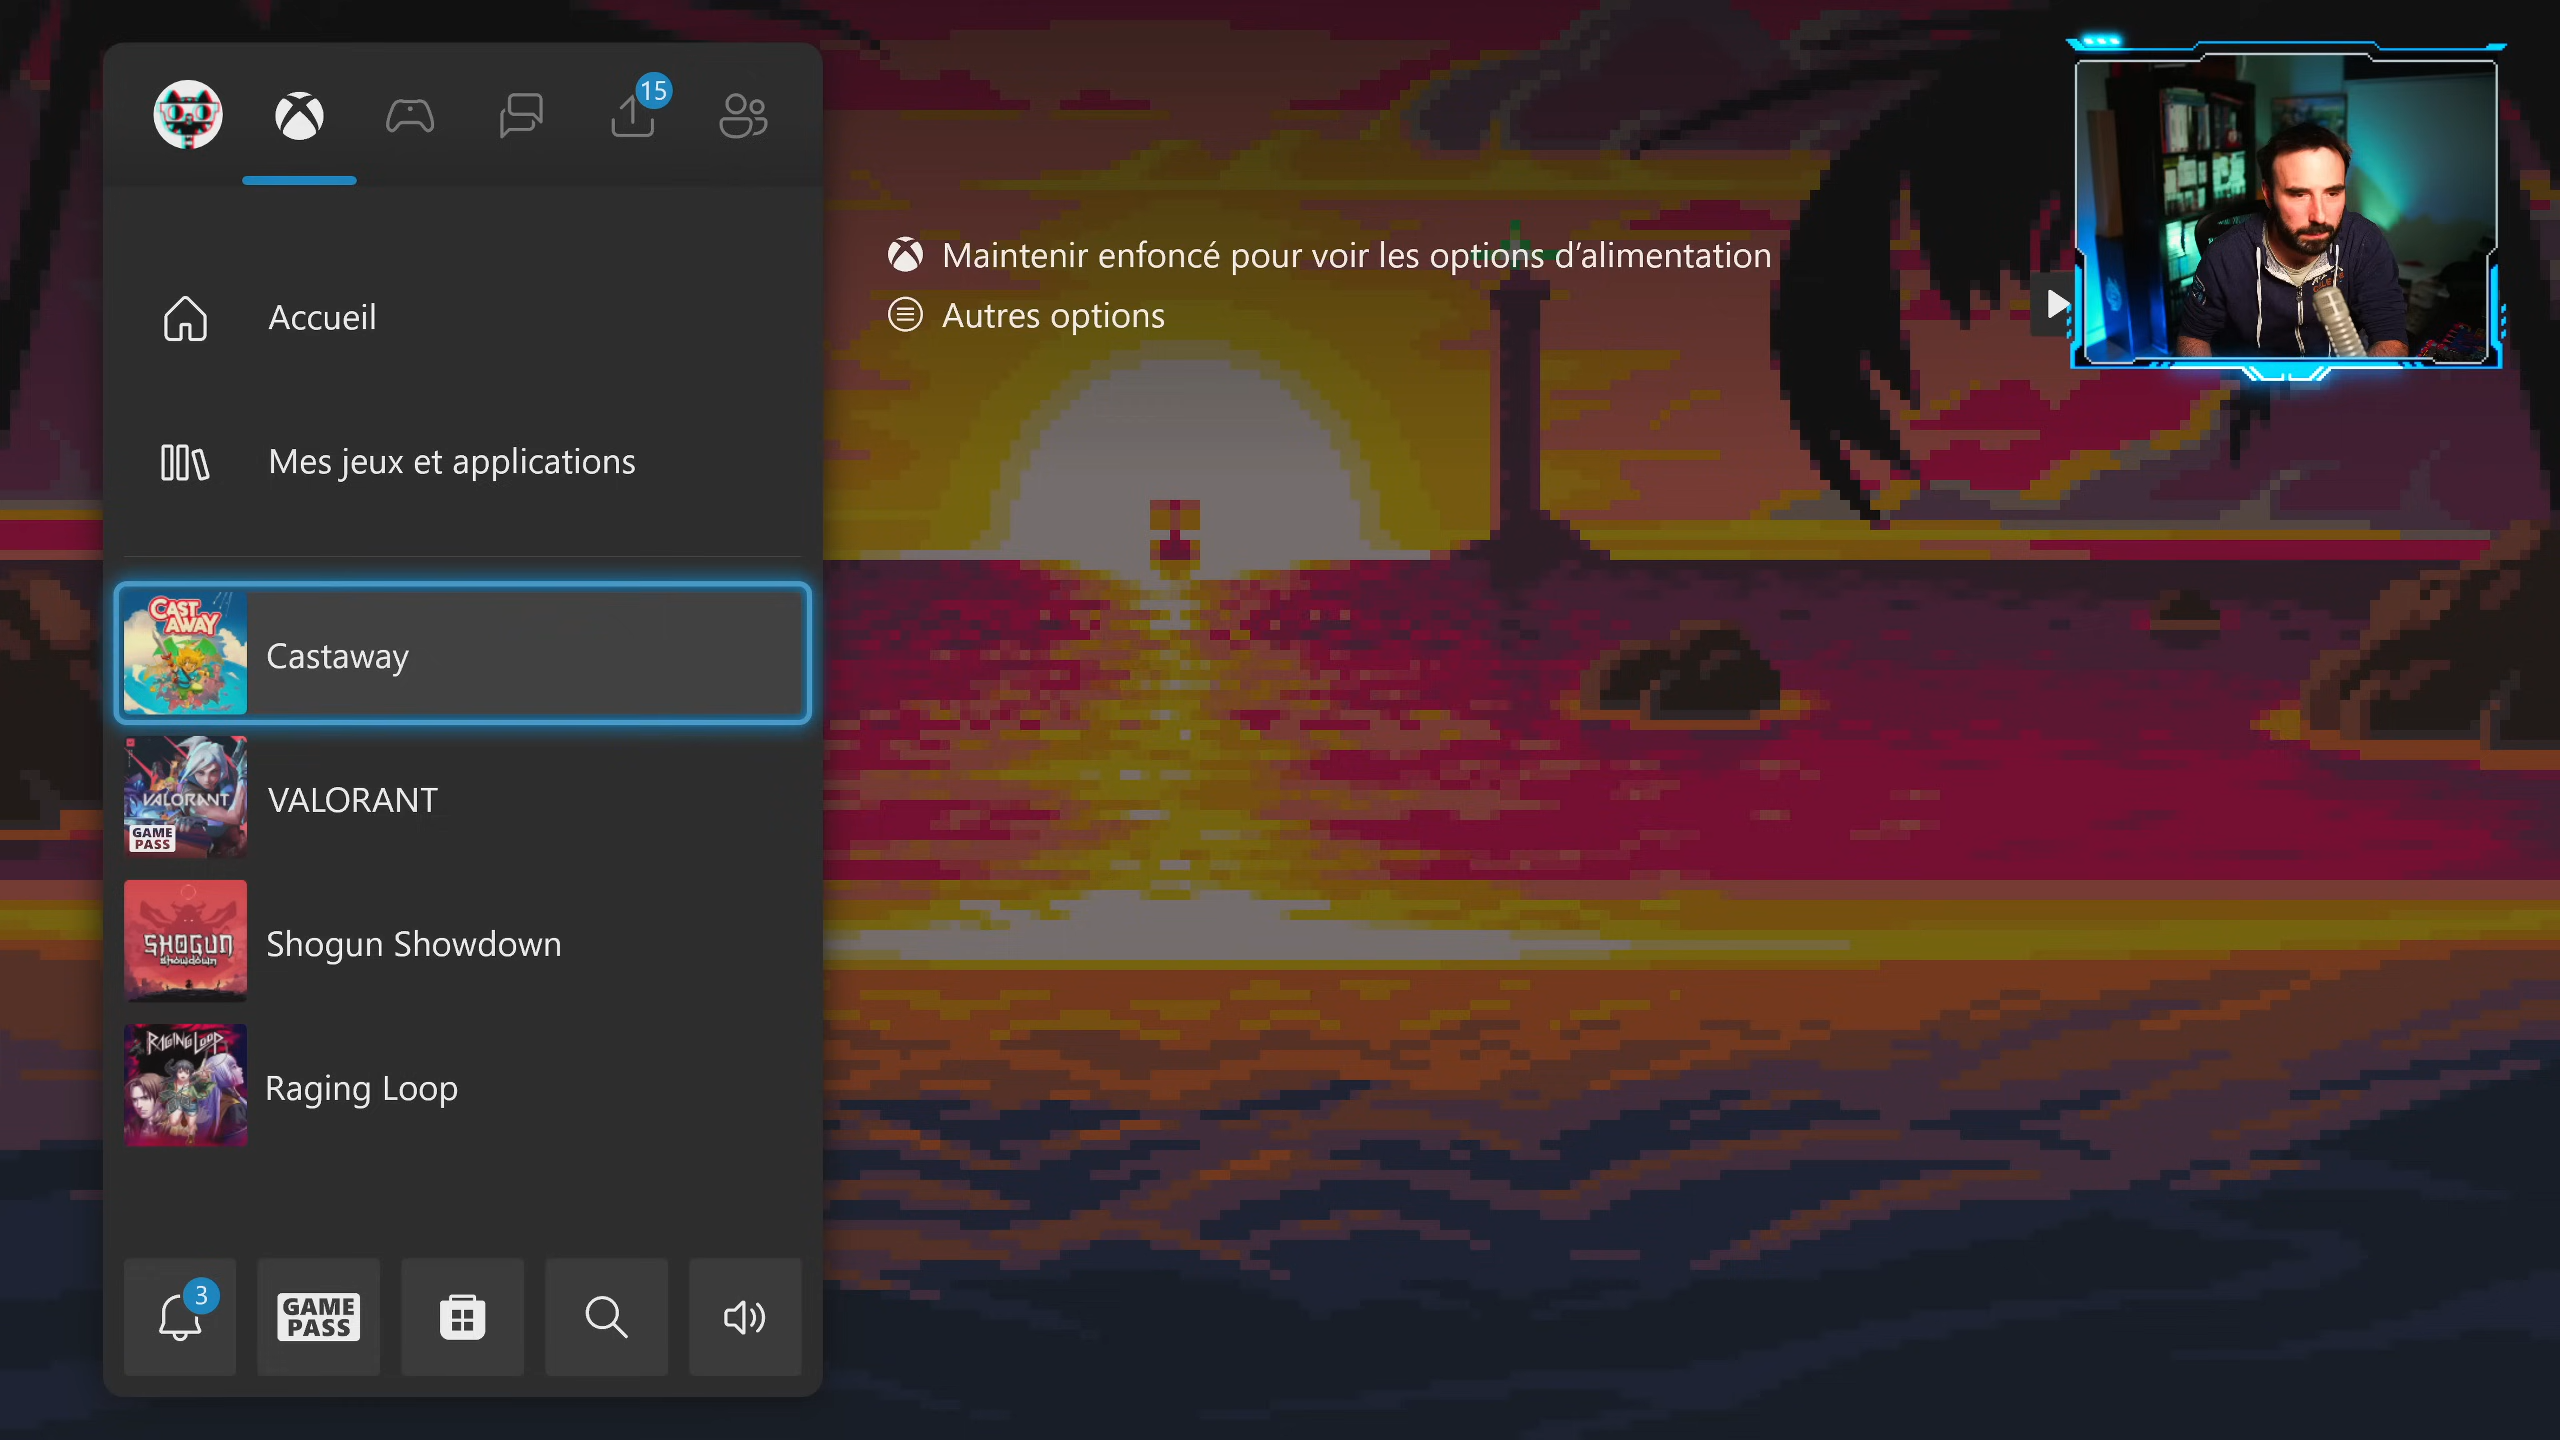 15
Maintenir enfoncé pour voir les options d’alimentation
Autres options
Accueil
Mes jeux et applications
CAST
AWAY
Castaway
VALORANT
GAME
PASS
VALORANT
SHOGUN
showdown
Shogun Showdown
RAGING LOOP
Raging Loop
3
GAME
PASS